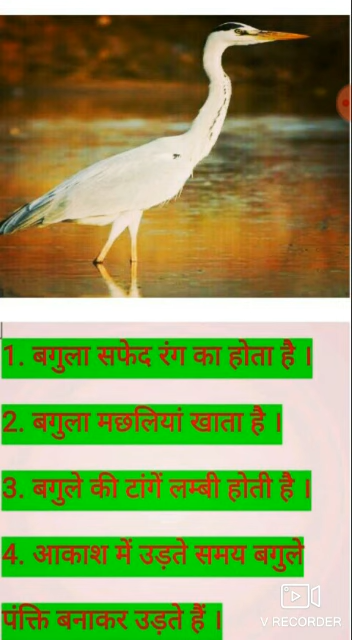 1. बगुला सफेद रंग का होता है ।
2. बगुला मछलियां खाता है ।
3. बगुले की टांगें लम्बी होती है ।
4. आकाश में उड़ते समय बगुले
पंक्ति बनाकर उड़ते हैं ।
V RECORDER